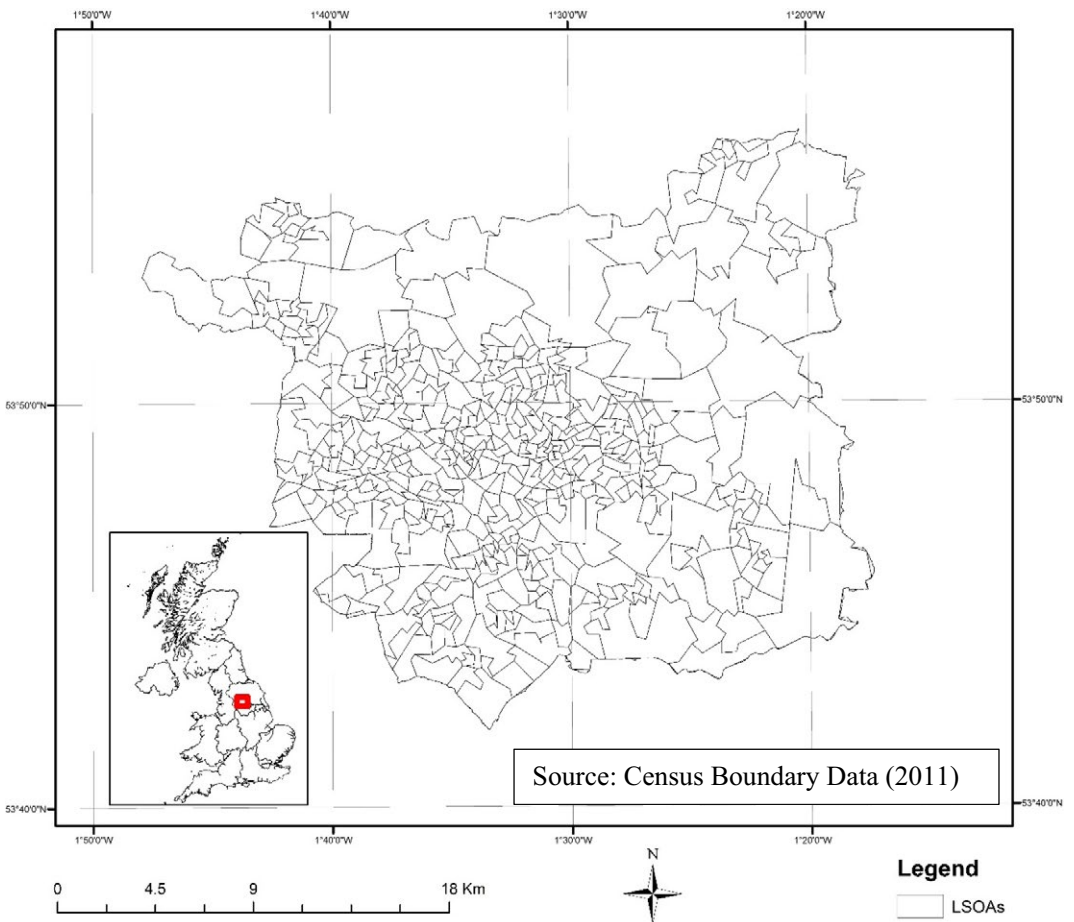 1°50'0"W 1°40'0"W 1°30'0"W 1°20'0"W
53°50'0"N 53°50'0"N
Source: Census Boundary Data (2011)
53°40'0"N 53°40'0"N
1°50'0"W 1°40'0"W 1°30'0"W 1°20'0"W
N
Legend
0 4.5 9 18 Km
LSOAs